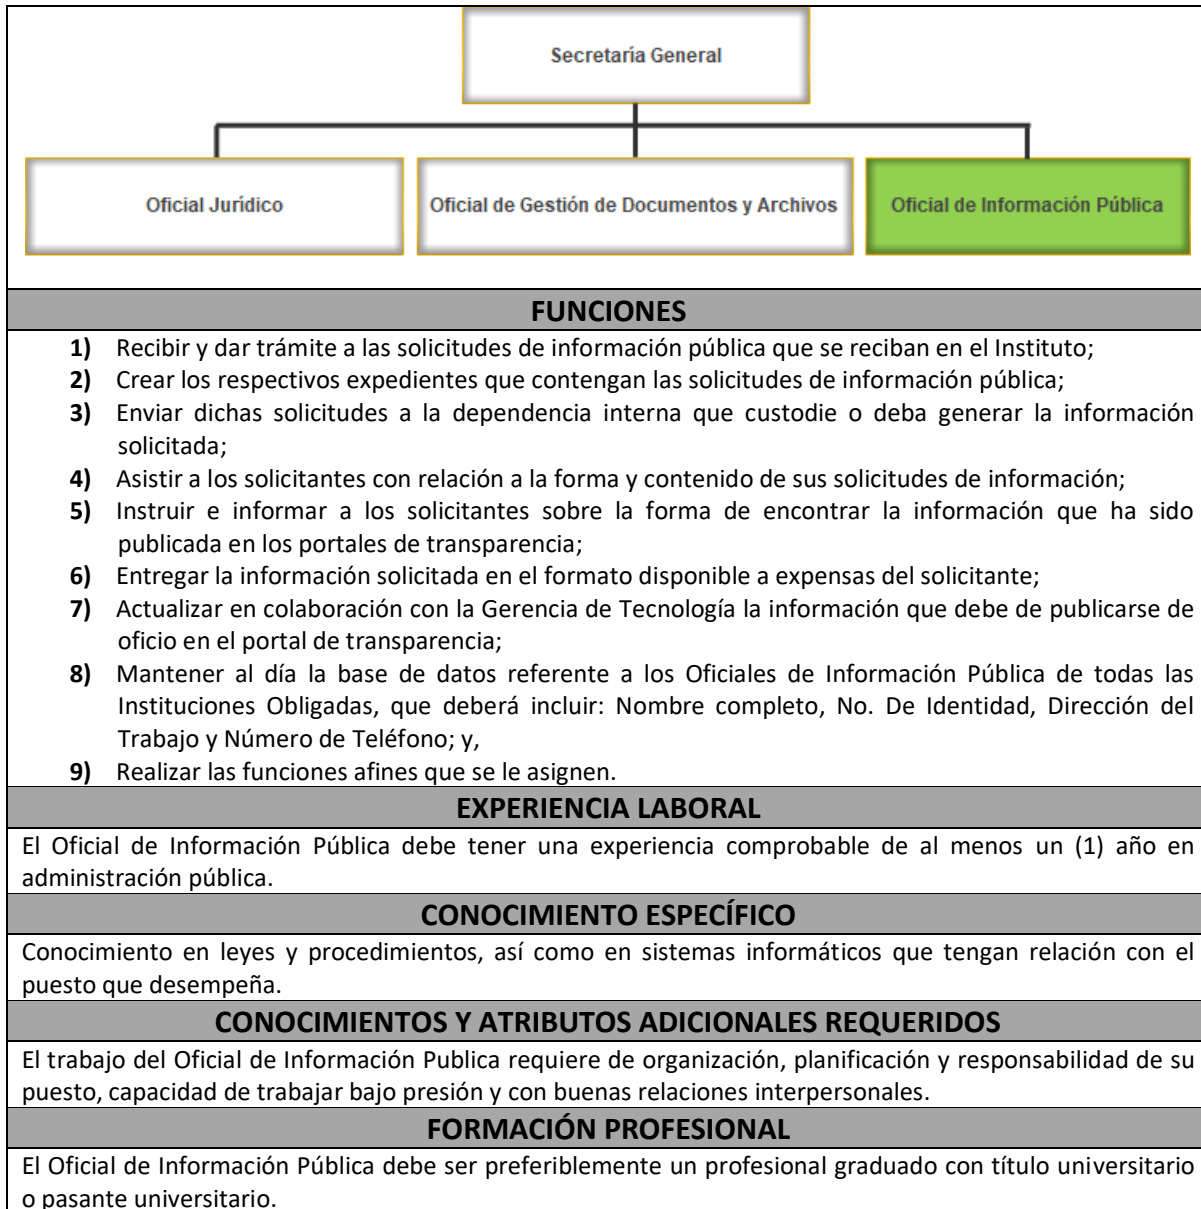 Secretaría General
Oficial Jurídico
Oficial de Gestión de Documentos y Archivos
Oficial de Información Pública
FUNCIONES
1) Recibir y dar trámite a las solicitudes de información pública que se reciban en el Instituto;
2) Crear los respectivos expedientes que contengan las solicitudes de información pública;
3) Enviar dichas solicitudes a la dependencia interna que custodie o deba generar la información
solicitada;
4) Asistir a los solicitantes con relación a la forma y contenido de sus solicitudes de información;
5) Instruir e informar a los solicitantes sobre la forma de encontrar la información que ha sido
publicada en los portales de transparencia;
6) Entregar la información solicitada en el formato disponible a expensas del solicitante;
7) Actualizar en colaboración con la Gerencia de Tecnología la información que debe de publicarse de
oficio en el portal de transparencia;
8) Mantener al día la base de datos referente a los Oficiales de Información Pública de todas las
Instituciones Obligadas, que deberá incluir: Nombre completo, No. De Identidad, Dirección del
Trabajo y Número de Teléfono; y,
9) Realizar las funciones afines que se le asignen.
EXPERIENCIA LABORAL
El Oficial de Información Pública debe tener una experiencia comprobable de al menos un (1) año en
administración pública.
CONOCIMIENTO ESPECÍFICO
Conocimiento en leyes y procedimientos, así como en sistemas informáticos que tengan relación con el
puesto que desempeña.
CONOCIMIENTOS Y ATRIBUTOS ADICIONALES REQUERIDOS
El trabajo del Oficial de Información Publica requiere de organización, planificación y responsabilidad de su
puesto, capacidad de trabajar bajo presión y con buenas relaciones interpersonales.
FORMACIÓN PROFESIONAL
El Oficial de Información Pública debe ser preferiblemente un profesional graduado con título universitario
o pasante universitario.